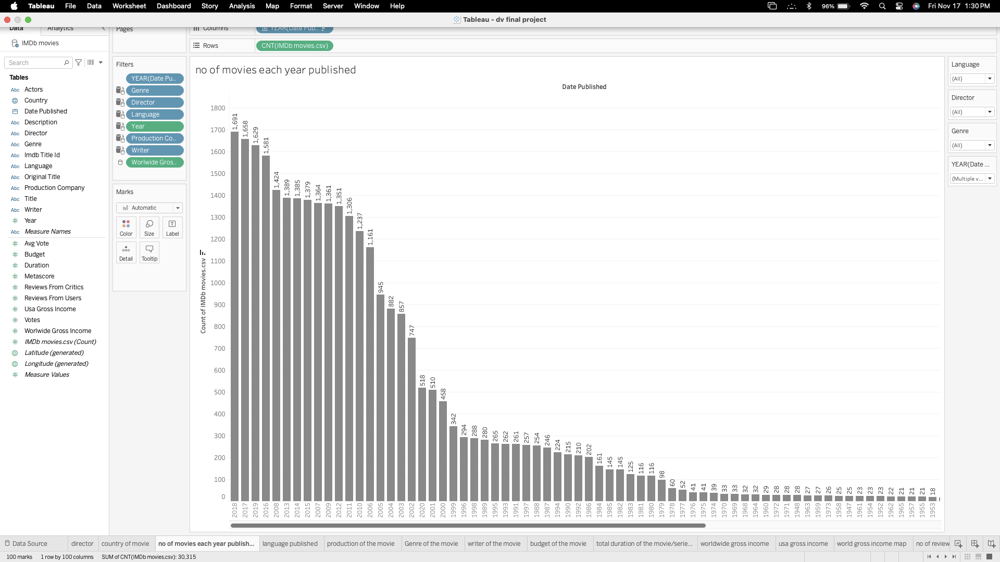 Tableau File Data Worksheet Dashboard Story Analysis Map Format Server Window Help 96% Fri Nov 17 1:30 PM
Tableau - dv final project
Data Analytics
IMDb movies
Search
Tables
Abc Actors
Country
Date Published
Abc Description
Abc Director
Abc Genre
Abc Imdb Title Id
Abc Language
Abc Original Title
Abc Production Company
Abc Title
Abc Writer
Year
Abc Measure Names
Avg Vote
Budget
Duration
Metascore
Reviews From Critics
Reviews From Users
Usa Gross Income
Votes
Worlwide Gross Income
IMDb movies.csv (Count)
Latitude (generated)
Longitude (generated)
Measure Values
Pages
Filters
YEAR(Date Pu..
Genre
Director
Language
Year
Production Co..
Writer
Worlwide Gros..
Marks
Automatic
Color Size Label
Detail Tooltip
Columns YEAR(Date Pub..
Rows CNT(IMDb movies.csv)
no of movies each year published
Date Published
Count of IMDb movies.csv
1800
1700
1600
1500
1400
1300
1200
1100
1000
900
800
700
600
500
400
300
200
100
0
1,691 1,658 1,629 1,581 1,424 1,389 1,385 1,379 1,364 1,361 1,351 1,306 1,237 1,161 945 882 857 747 518 510 458 342 294 288 280 265 262 261 257 254 246 224 215 210 202 161 145 145 125 116 116 98 60 52 41 41 39 33 33 32 32 29 28 28 28 27 27 26 25 25 23 23 23 22 21 21 21 18
2018 2017 2019 2016 2008 2013 2014 2015 2007 2009 2012 2011 2010 2006 2005 2004 2003 2002 2020 2001 2000 1999 1996 1998 1989 1995 1993 1991 1997 1988 1987 1994 1990 1992 1986 1984 1985 1982 1983 1981 1980 1979 1978 1977 1976 1975 1974 1970 1969 1968 1964 1960 1972 1971 1948 1963 1959 1973 1958 1947 1961 1954 1952 1962 1965 1957 1955 1953
Language
(All)
Director
(All)
Genre
(All)
YEAR(Date ...
(Multiple v...
Data Source director country of movie no of movies each year publish... language published production of the movie Genre of the movie writer of the movie budget of the movie total duration of the movie/serie... worldwide gross income usa gross income world gross income map no of review
100 marks 1 row by 100 columns SUM of CNT(IMDb movies.csv): 30,315